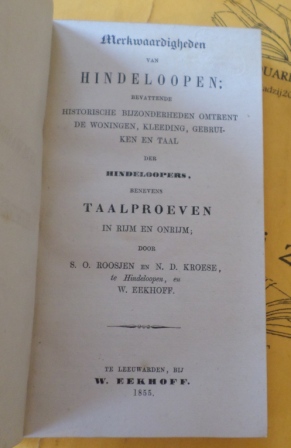 Merkwaardigheden
VAN
HINDELOOPEN;
BEVATTENDE
HISTORISCHE BIJZONDERHEDEN OMTRENT
DE WONINGEN, KLEEDING, GEBRUI-
KEN EN TAAL
DER
HINDELOOPERS,
BENEVENS
TAALPROEVEN
IN RIJM EN ONRIJM;
DOOR
S. O. ROOSJEN EN N. D. KROESE,
te Hindeloopen, en
W. EEKHOFF.
TE LEEUWARDEN, BIJ
W. EEKHOFF.
1855.